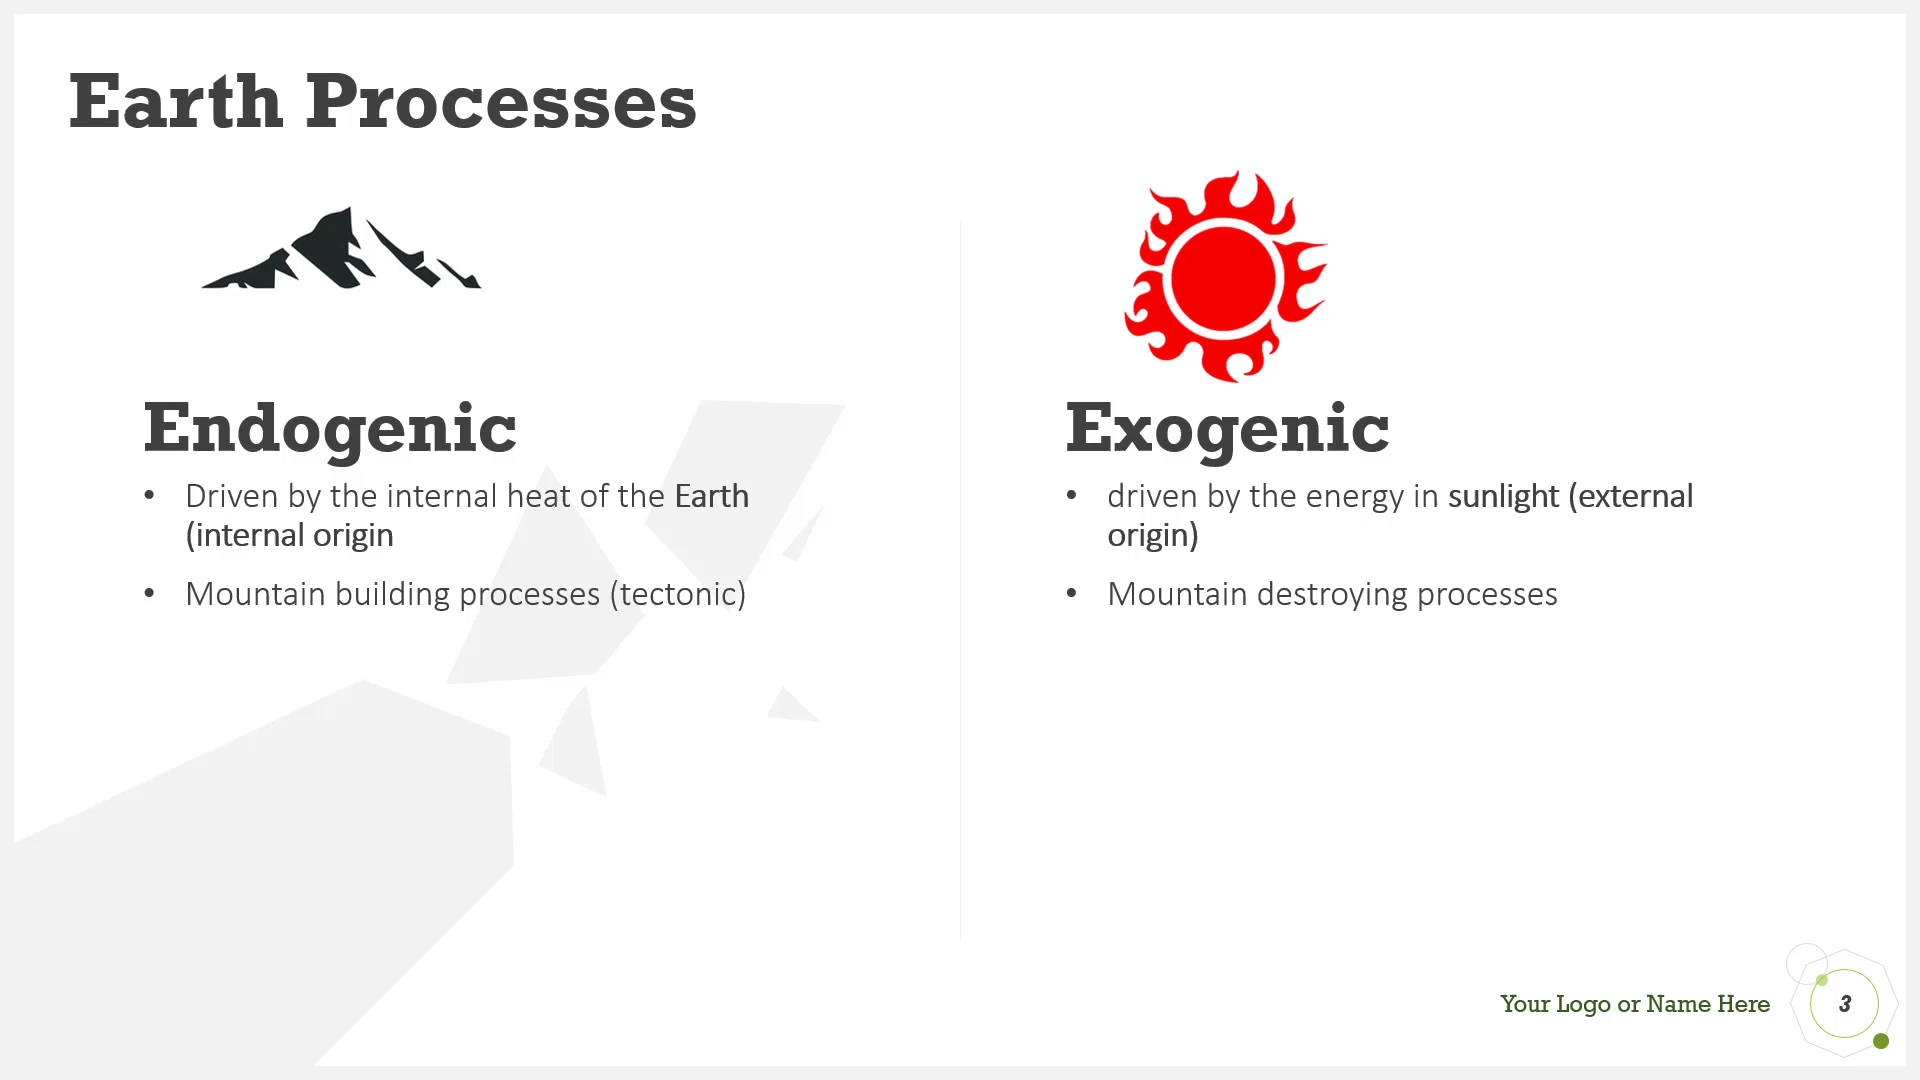 Earth Processes
Endogenic
• Driven by the internal heat of the Earth
(internal origin
• Mountain building processes (tectonic)
Exogenic
• driven by the energy in sunlight (external
origin)
• Mountain destroying processes
Your Logo or Name Here
3